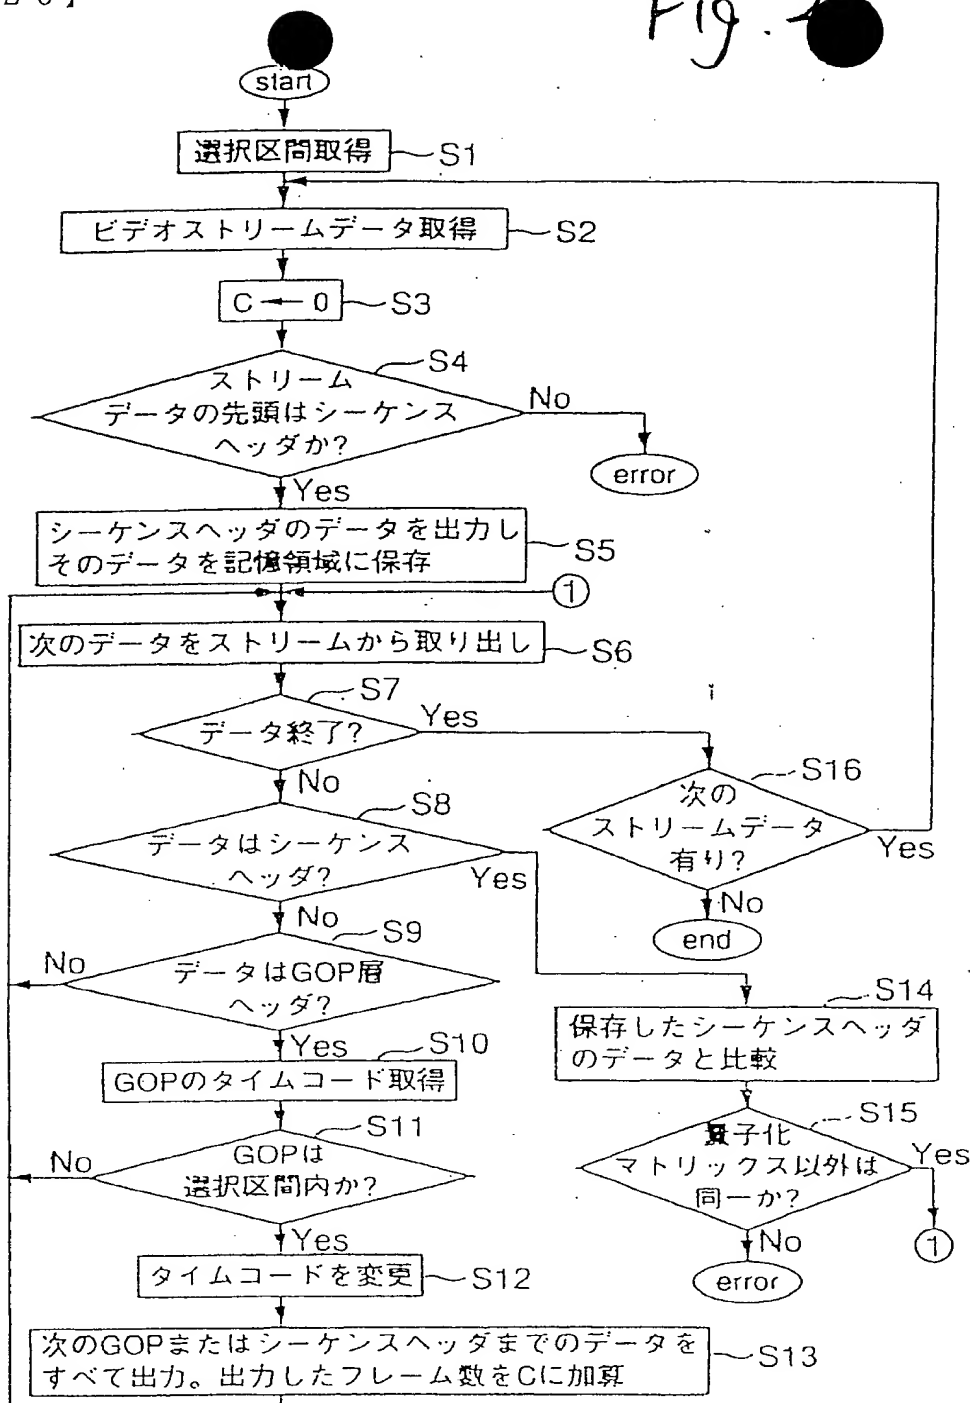 Fig.
start
選択区間取得
S1
ビデオストリームデータ取得
S2
C ← 0
S3
S4
ストリーム
データの先頭はシーケンス
ヘッダか?
No
error
Yes
シーケンスヘッダのデータを出力し
そのデータを記憶領域に保存
S5
①
次のデータをストリームから取り出し
S6
S7
データ終了?
Yes
No
S16
次の
ストリームデータ
有り?
Yes
No
end
S8
データはシーケンス
ヘッダ?
Yes
No
S9
データはGOP層
ヘッダ?
No
Yes
S10
GOPのタイムコード取得
S14
保存したシーケンスヘッダ
のデータと比較
S11
GOPは
選択区間内か?
No
Yes
S15
量子化
マトリックス以外は
同一か?
Yes
①
No
error
タイムコードを変更
S12
次のGOPまたはシーケンスヘッダまでのデータを
すべて出力。出力したフレーム数をCに加算
S13